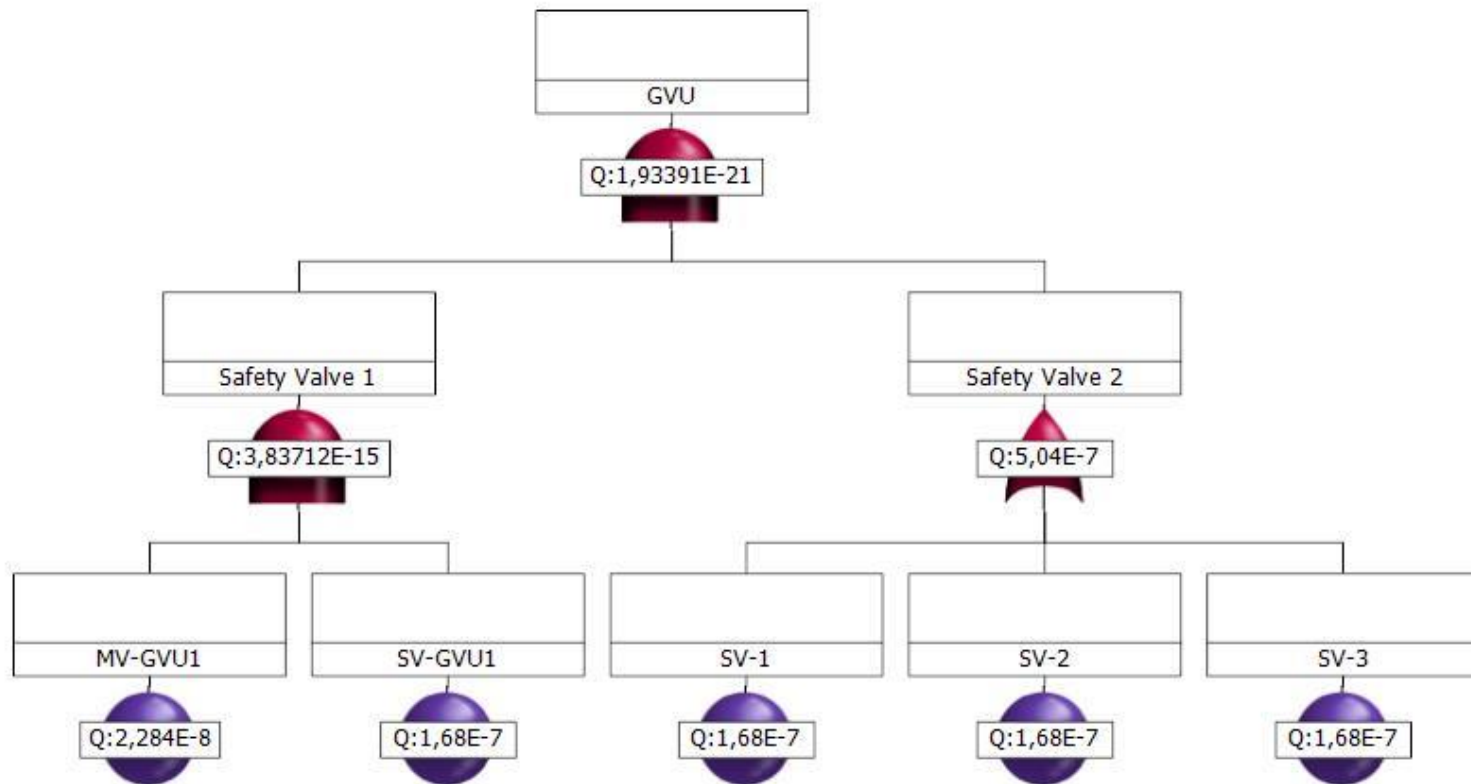 GVU
Q:1,93391E-21
Safety Valve 1
Safety Valve 2
Q:3,83712E-15
Q:5,04E-7
MV-GVU1
SV-GVU1
SV-1
SV-2
SV-3
Q:2,284E-8
Q:1,68E-7
Q:1,68E-7
Q:1,68E-7
Q:1,68E-7